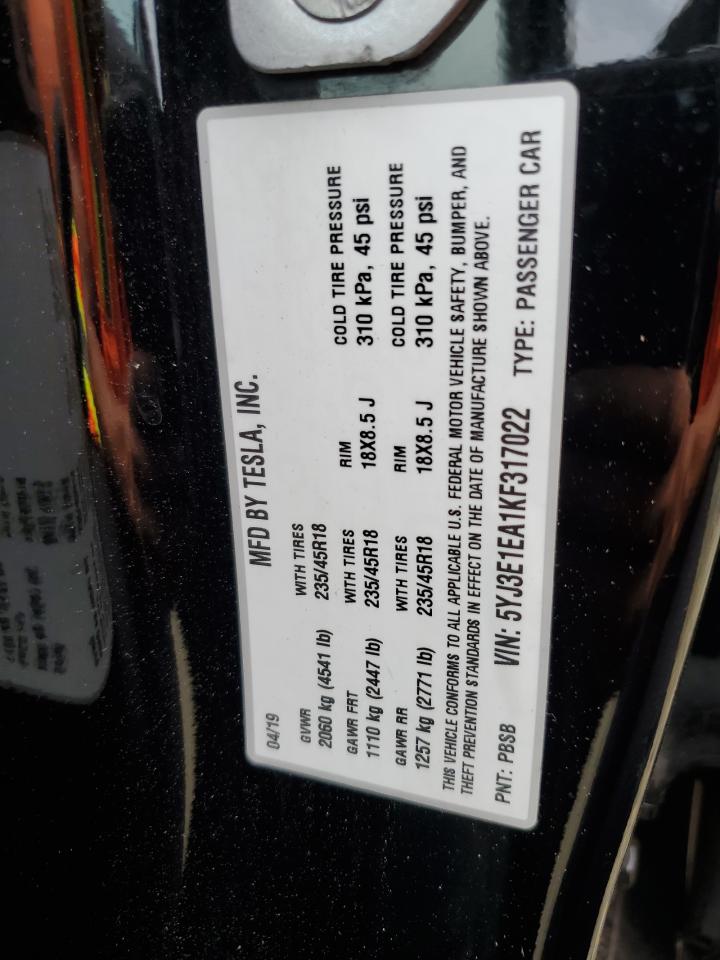 04/19 MFD BY TESLA, INC.
GVWR WITH TIRES
2060 kg (4541 lb) 235/45R18
GAWR FRT WITH TIRES RIM COLD TIRE PRESSURE
1110 kg (2447 lb) 235/45R18 18X8.5 J 310 kPa, 45 psi
GAWR RR WITH TIRES RIM COLD TIRE PRESSURE
1257 kg (2771 lb) 235/45R18 18X8.5 J 310 kPa, 45 psi
THIS VEHICLE CONFORMS TO ALL APPLICABLE U.S. FEDERAL MOTOR VEHICLE SAFETY, BUMPER, AND
THEFT PREVENTION STANDARDS IN EFFECT ON THE DATE OF MANUFACTURE SHOWN ABOVE.
PNT: PBSB VIN: 5YJ3E1EA1KF317022 TYPE: PASSENGER CAR